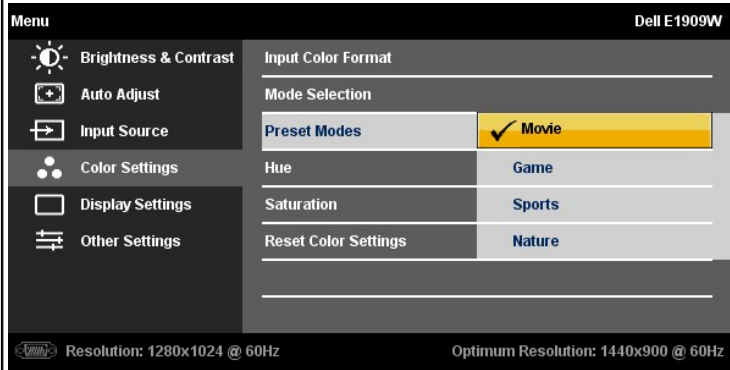 Menu Dell E1909W
Brightness & Contrast Input Color Format
Auto Adjust Mode Selection
Input Source Preset Modes Movie
Color Settings Hue Game
Display Settings Saturation Sports
Other Settings Reset Color Settings Nature
Resolution: 1280x1024 @ 60Hz Optimum Resolution: 1440x900 @ 60Hz